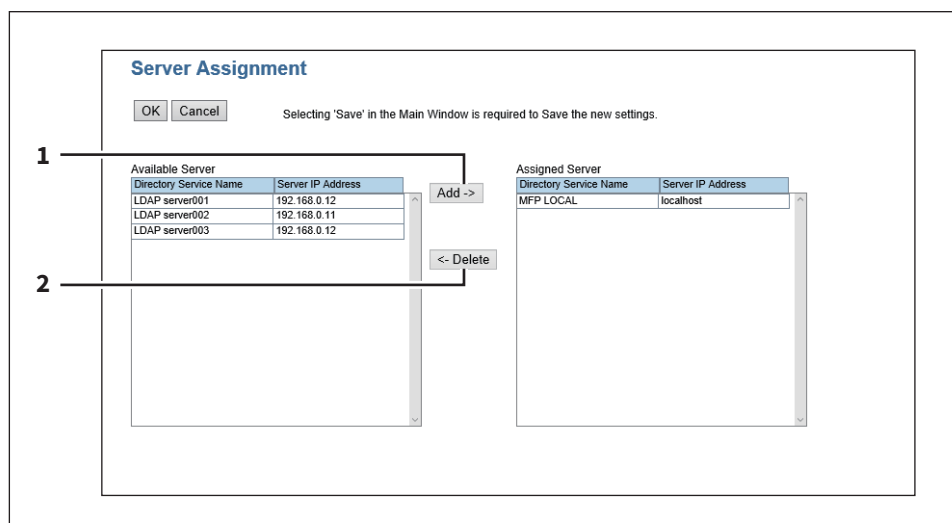 Server Assignment
OK Cancel Selecting 'Save' in the Main Window is required to Save the new settings.
1
Available Server
Directory Service Name Server IP Address
LDAP server001 192.168.0.12
LDAP server002 192.168.0.11
LDAP server003 192.168.0.12
Add ->
<- Delete
2
Assigned Server
Directory Service Name Server IP Address
MFP LOCAL localhost